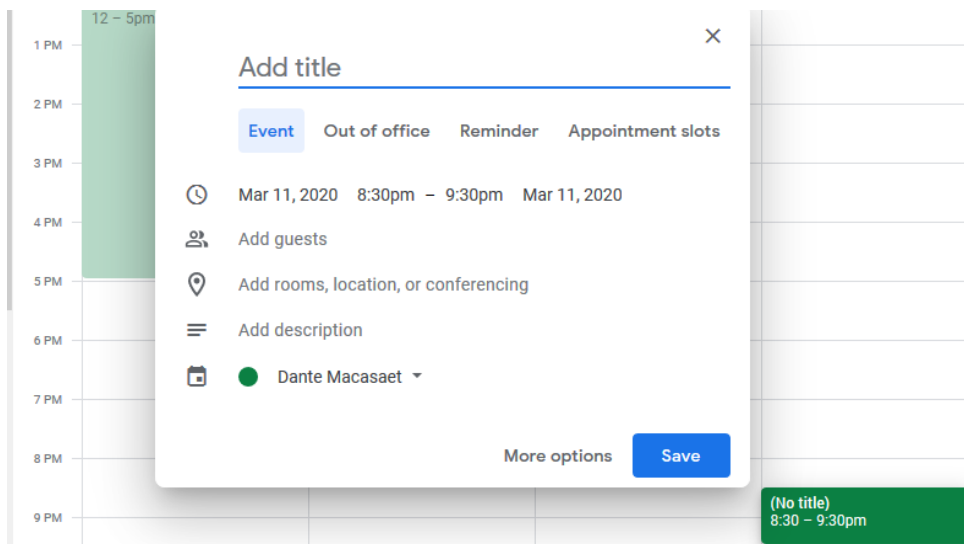 12 – 5pm
1 PM
2 PM
3 PM
4 PM
5 PM
6 PM
7 PM
8 PM
9 PM
Add title
Event Out of office Reminder Appointment slots
Mar 11, 2020 8:30pm – 9:30pm Mar 11, 2020
Add guests
Add rooms, location, or conferencing
Add description
Dante Macasaet
More options Save
(No title)
8:30 – 9:30pm